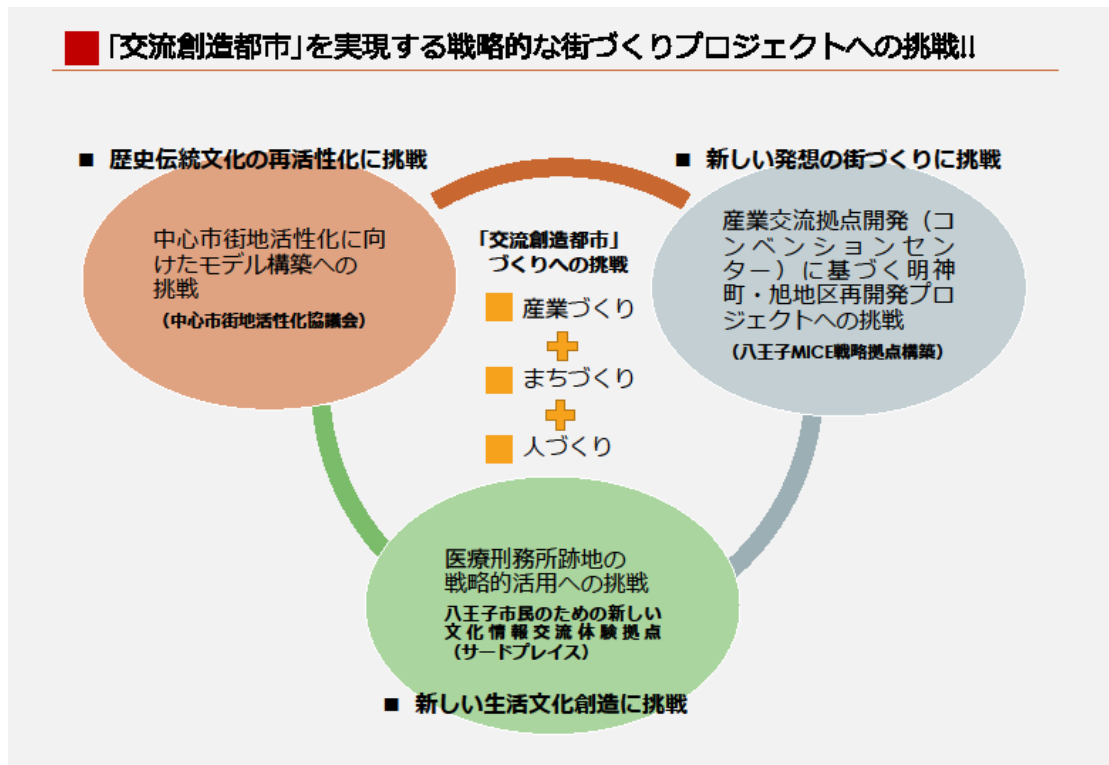 「交流創造都市」を実現する戦略的な街づくりプロジェクトへの挑戦!!
■ 歴史伝統文化の再活性化に挑戦
中心市街地活性化に向
けたモデル構築への
挑戦
（中心市街地活性化協議会）
「交流創造都市」
づくりへの挑戦
産業づくり
まちづくり
人づくり
■ 新しい発想の街づくりに挑戦
産業交流拠点開発（コ
ンベンションセン
ター）に基づく明神
町・旭地区再開発プロ
ジェクトへの挑戦
（八王子MICE戦略拠点構築）
医療刑務所跡地の
戦略的活用への挑戦
八王子市民のための新しい
文化情報交流体験拠点
（サードプレイス）
■ 新しい生活文化創造に挑戦